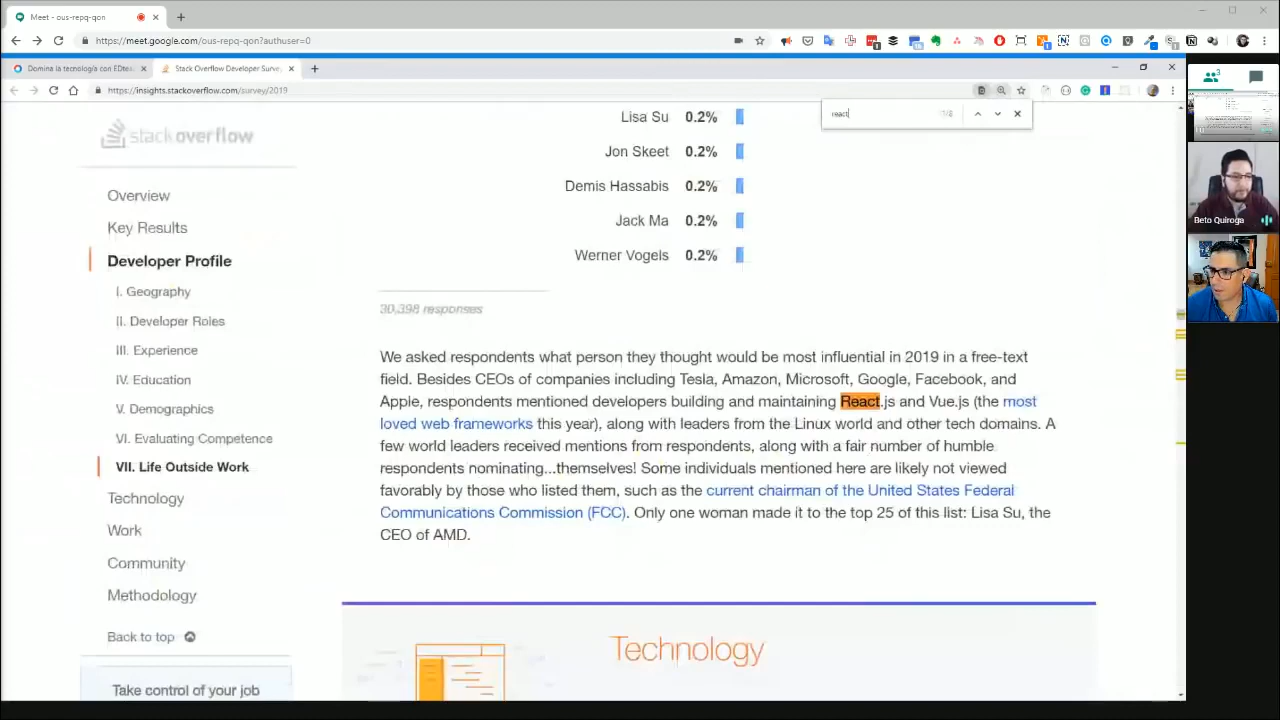 Meet - ous-repq-qon
https://meet.google.com/ous-repq-qon?authuser=0
Domina la tecnología con EDte
Stack Overflow Developer Surve
https://insights.stackoverflow.com/survey/2019
react
stackoverflow
Overview
Key Results
Developer Profile
I. Geography
II. Developer Roles
III. Experience
IV. Education
V. Demographics
VI. Evaluating Competence
VII. Life Outside Work
Technology
Work
Community
Methodology
Back to top
Take control of your job
Lisa Su 0.2%
Jon Skeet 0.2%
Demis Hassabis 0.2%
Jack Ma 0.2%
Werner Vogels 0.2%
30,398 responses
We asked respondents what person they thought would be most influential in 2019 in a free-text
field. Besides CEOs of companies including Tesla, Amazon, Microsoft, Google, Facebook, and
Apple, respondents mentioned developers building and maintaining React.js and Vue.js (the most
loved web frameworks this year), along with leaders from the Linux world and other tech domains. A
few world leaders received mentions from respondents, along with a fair number of humble
respondents nominating...themselves! Some individuals mentioned here are likely not viewed
favorably by those who listed them, such as the current chairman of the United States Federal
Communications Commission (FCC). Only one woman made it to the top 25 of this list: Lisa Su, the
CEO of AMD.
Technology
3
Beto Quiroga